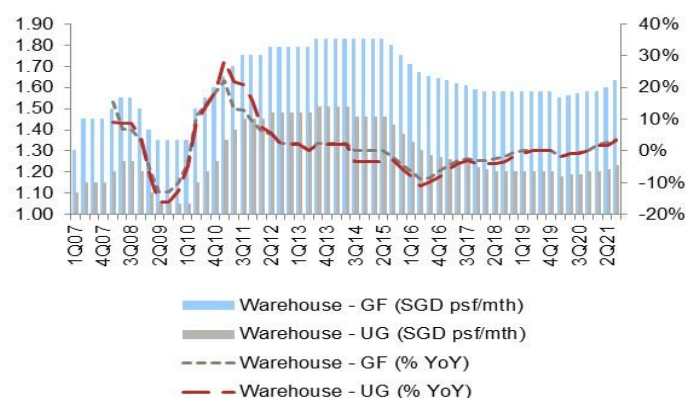 1.90
1.80
1.70
1.60
1.50
1.40
1.30
1.20
1.10
1.00
40%
30%
20%
10%
0%
-10%
-20%
1Q07
4Q07
3Q08
2Q09
1Q10
4Q10
3Q11
2Q12
1Q13
4Q13
3Q14
2Q15
1Q16
4Q16
3Q17
2Q18
1Q19
4Q19
3Q20
2Q21
Warehouse - GF (SGD psf/mth)
Warehouse - UG (SGD psf/mth)
Warehouse - GF (% YoY)
Warehouse - UG (% YoY)